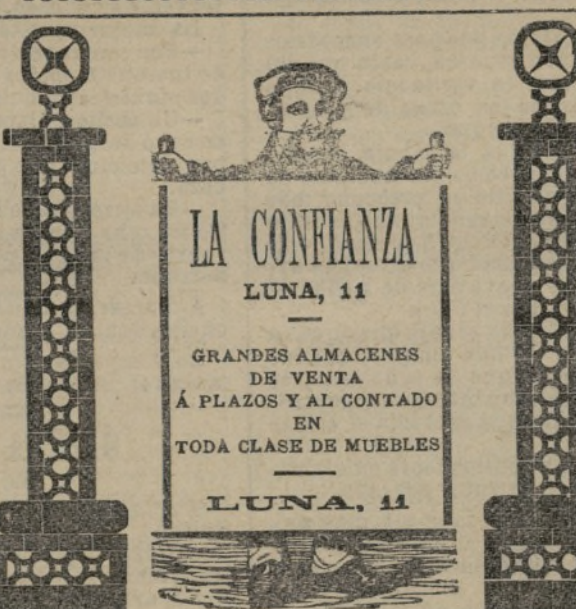 LA CONFIANZA
LUNA, 11
GRANDES ALMACENES
DE VENTA
Á PLAZOS Y AL CONTADO
EN
TODA CLASE DE MUEBLES
LUNA, 11